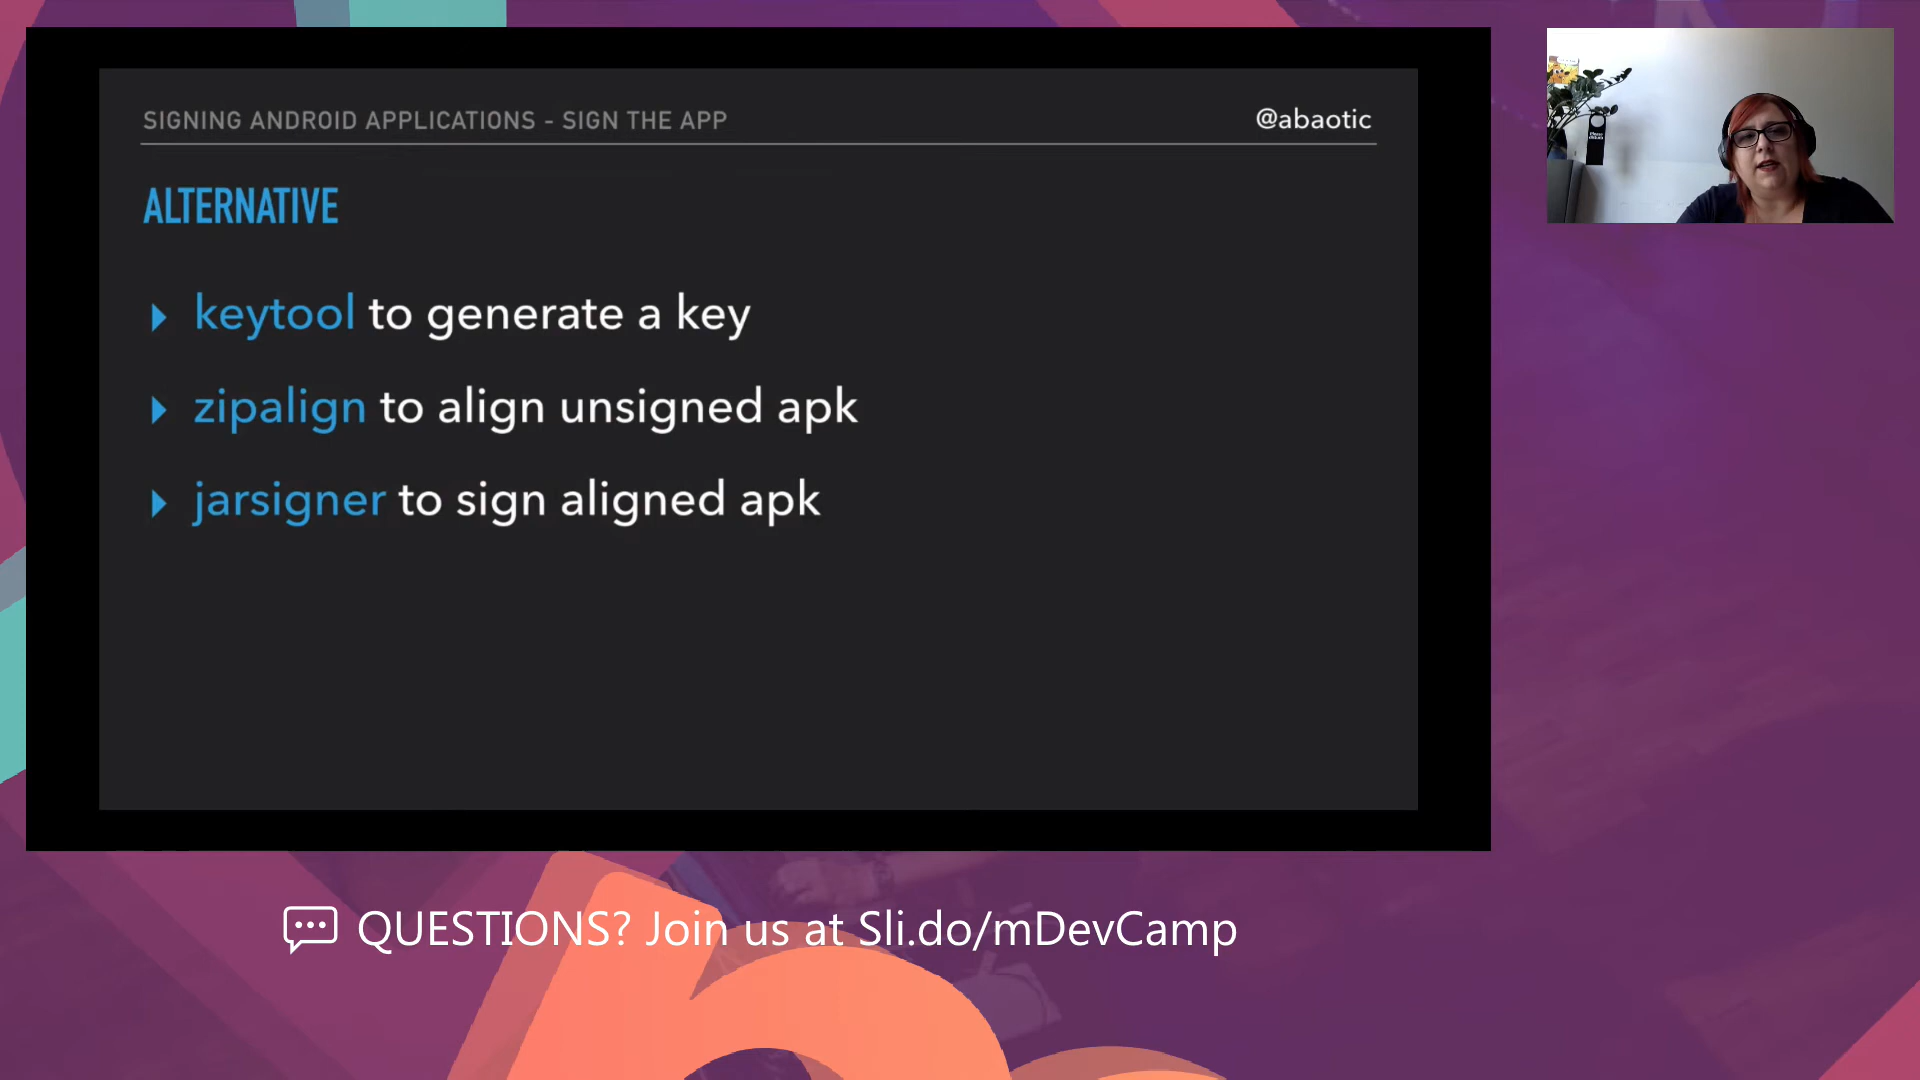 SIGNING ANDROID APPLICATIONS - SIGN THE APP
@abaotic
ALTERNATIVE
keytool to generate a key
zipalign to align unsigned apk
jarsigner to sign aligned apk
QUESTIONS? Join us at Sli.do/mDevCamp